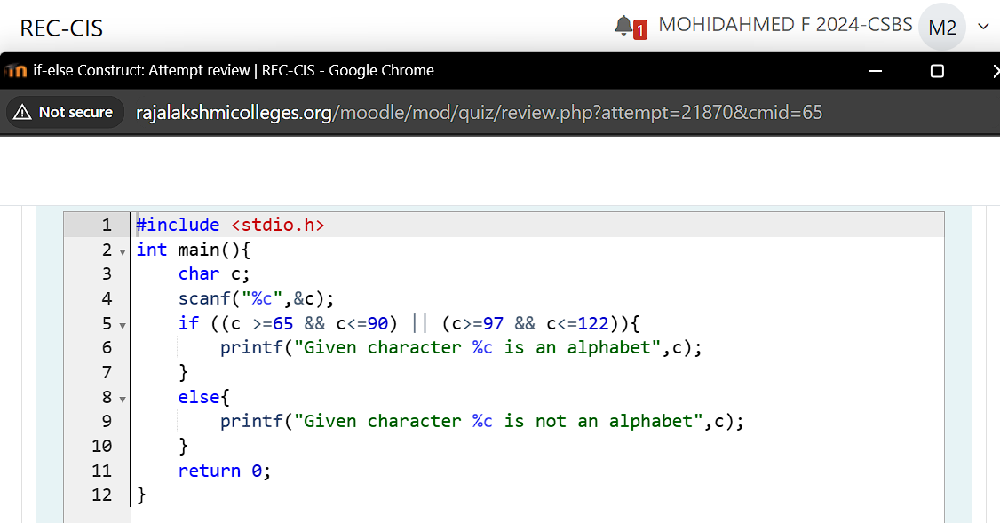 REC-CIS
1 MOHIDAHMED F 2024-CSBS M2
if-else Construct: Attempt review | REC-CIS - Google Chrome
Not secure rajalakshmicolleges.org/moodle/mod/quiz/review.php?attempt=21870&cmid=65
1 #include <stdio.h>
2 int main(){
3     char c;
4     scanf("%c",&c);
5     if ((c >=65 && c<=90) || (c>=97 && c<=122)){
6         printf("Given character %c is an alphabet",c);
7     }
8     else{
9         printf("Given character %c is not an alphabet",c);
10     }
11     return 0;
12 }